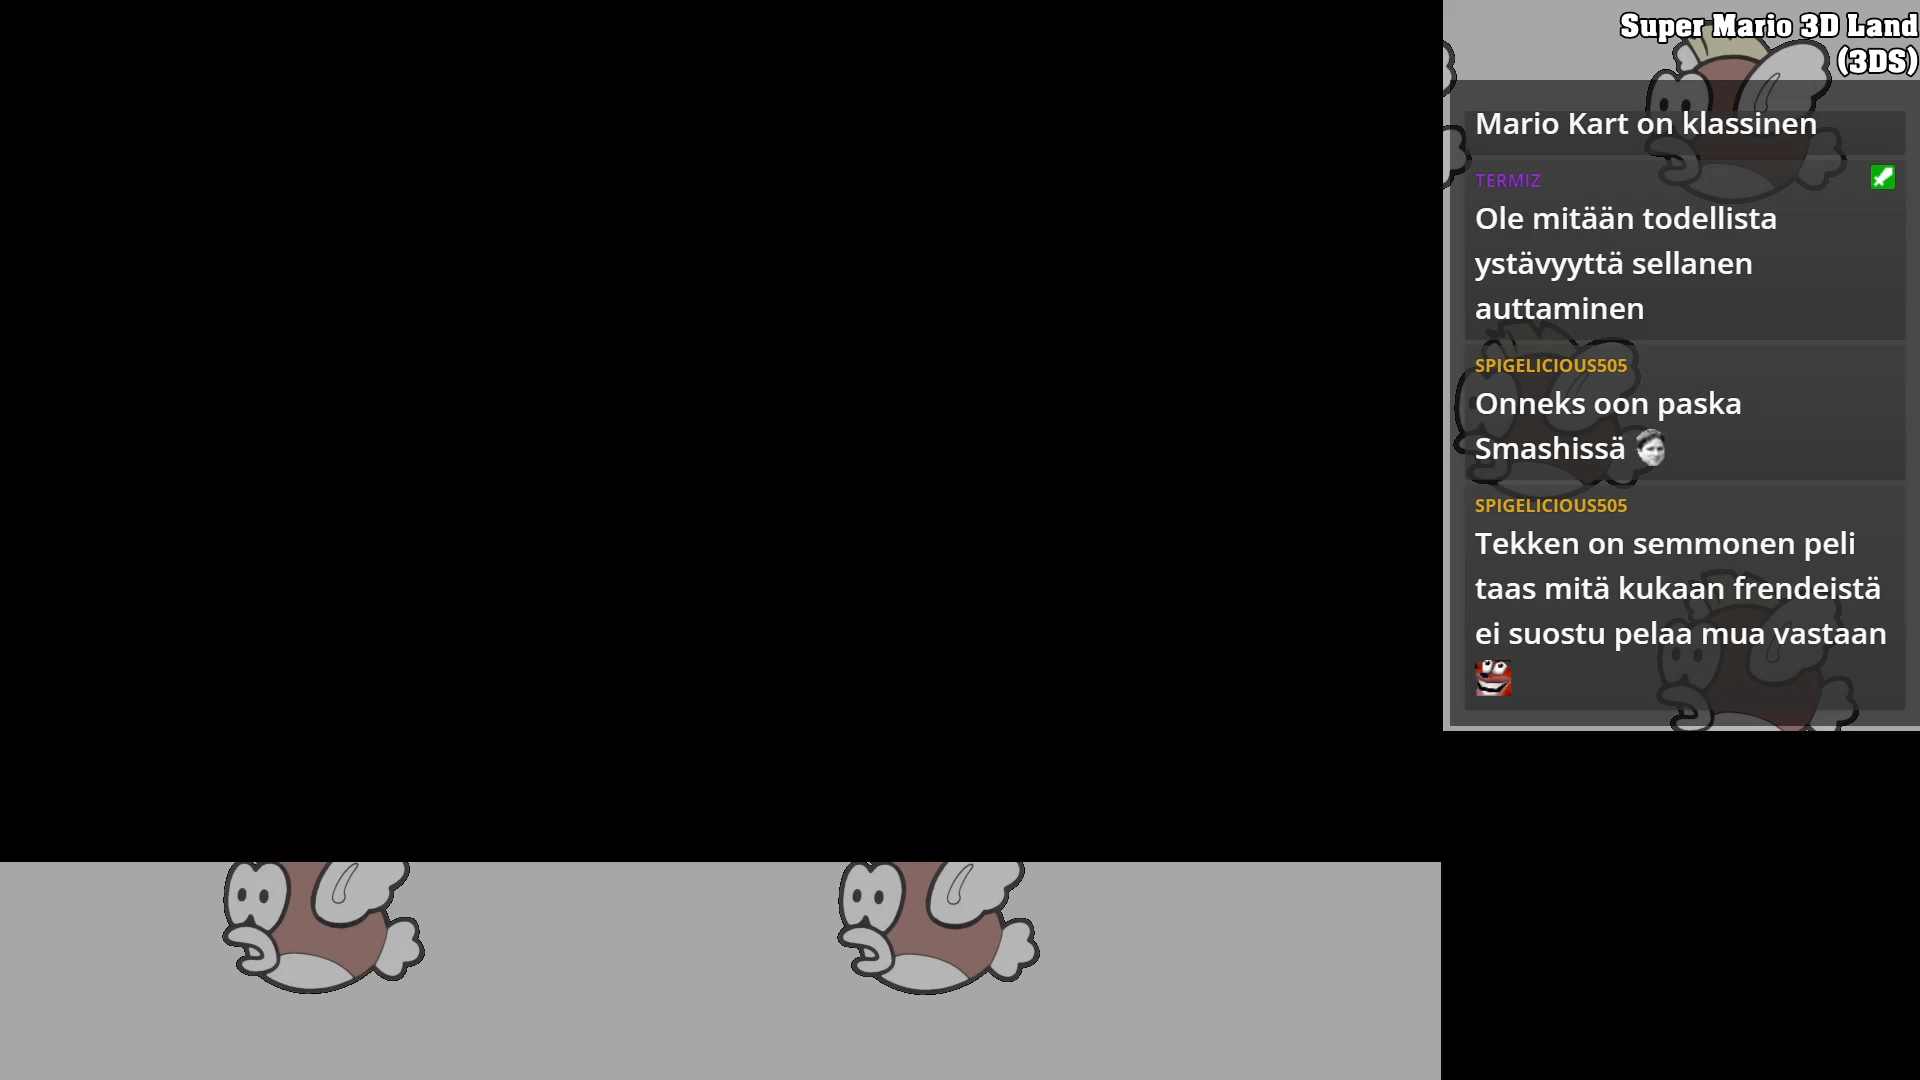 Super Mario 3D Land
(3DS)
Mario Kart on klassinen
TERMIZ
Ole mitään todellista
ystävyyttä sellanen
auttaminen
SPIGELICIOUS505
Onneks oon paska
Smashissä
SPIGELICIOUS505
Tekken on semmonen peli
taas mitä kukaan frendeistä
ei suostu pelaa mua vastaan